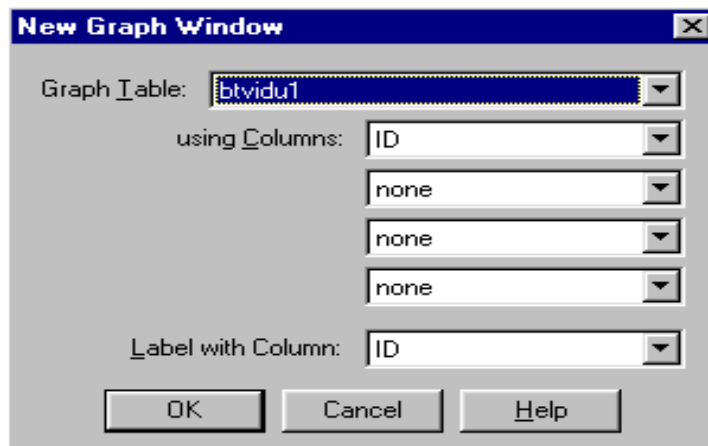 New Graph Window
Graph Table: btvidu1
using Columns: ID
none
none
none
Label with Column: ID
OK Cancel Help